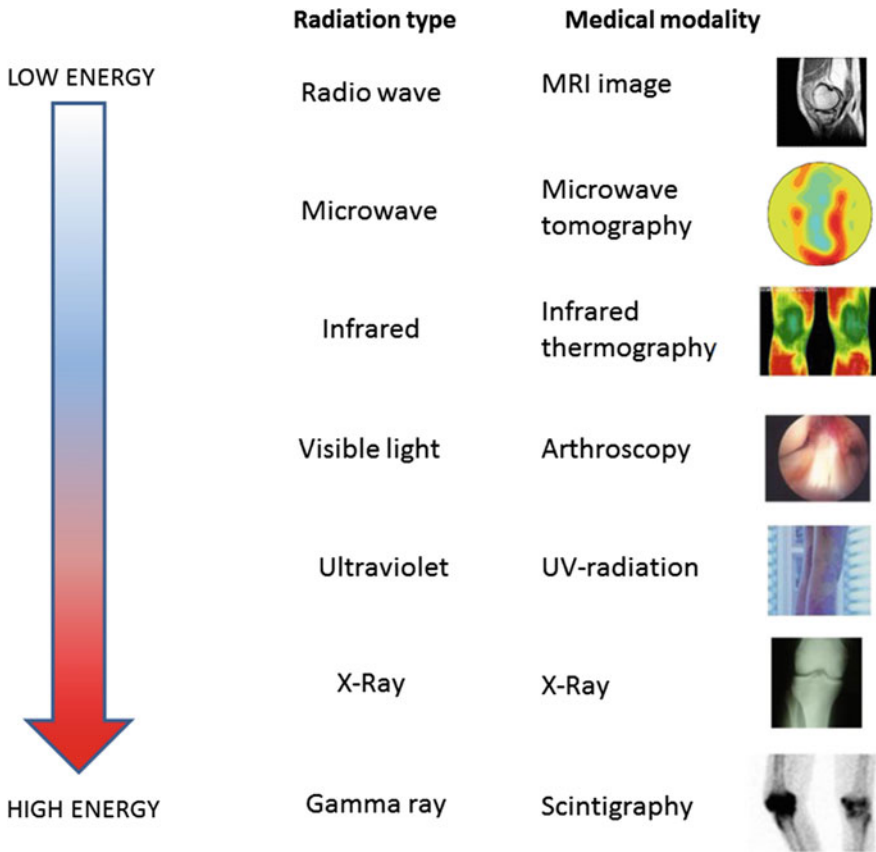 Radiation type Medical modality
LOW ENERGY
Radio wave MRI image
Microwave Microwave
tomography
Infrared Infrared
thermography
Visible light Arthroscopy
Ultraviolet UV-radiation
X-Ray X-Ray
HIGH ENERGY Gamma ray Scintigraphy